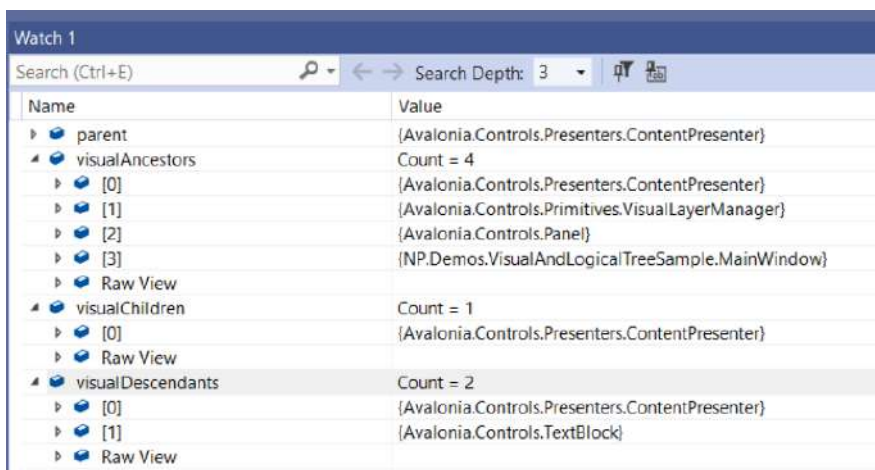 Watch 1
Search (Ctrl+E) Search Depth: 3
Name Value
parent {Avalonia.Controls.Presenters.ContentPresenter}
visualAncestors Count = 4
[0] {Avalonia.Controls.Presenters.ContentPresenter}
[1] {Avalonia.Controls.Primitives.VisualLayerManager}
[2] {Avalonia.Controls.Panel}
[3] {NP.Demos.VisualAndLogicalTreeSample.MainWindow}
Raw View
visualChildren Count = 1
[0] {Avalonia.Controls.Presenters.ContentPresenter}
Raw View
visualDescendants Count = 2
[0] {Avalonia.Controls.Presenters.ContentPresenter}
[1] {Avalonia.Controls.TextBlock}
Raw View